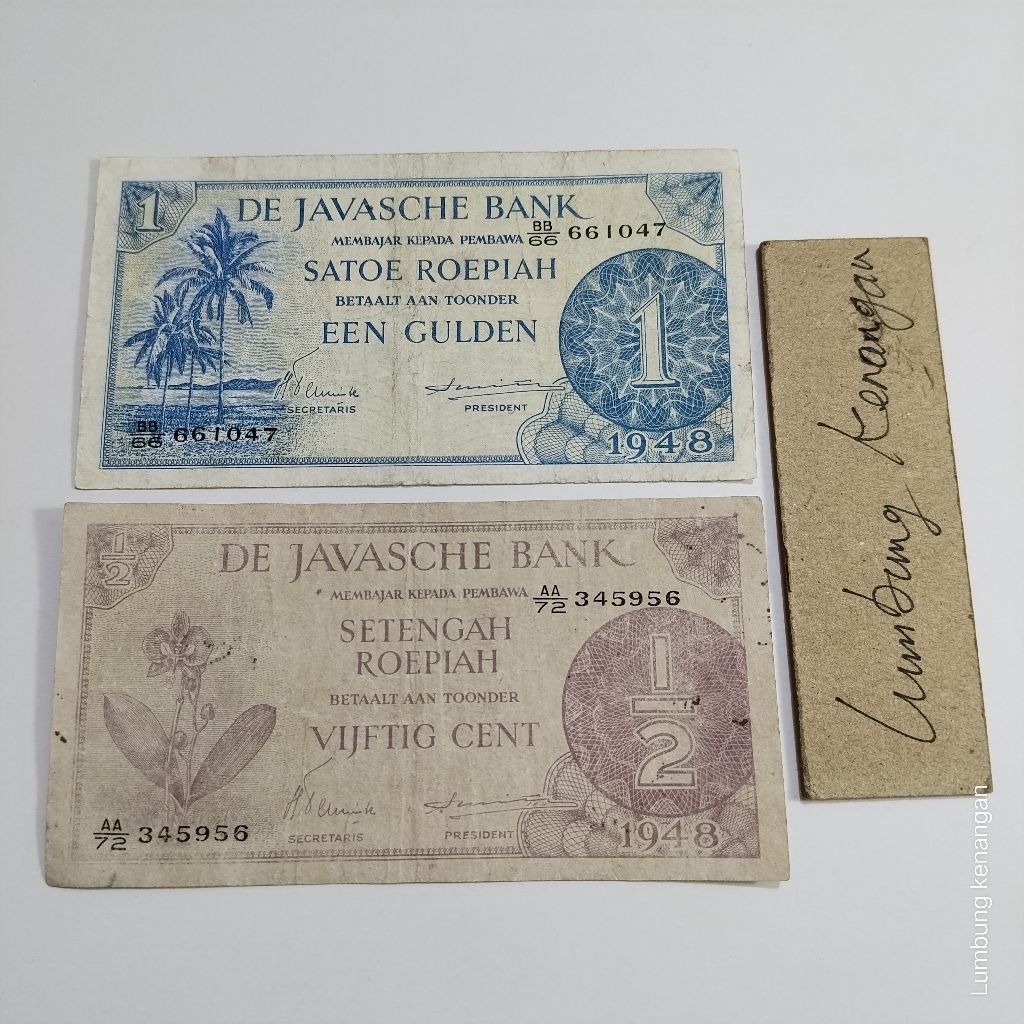 1
DE JAVASCHE BANK
MEMBAJAR KEPADA PEMBAWA
BB/66 661047
SATOE ROEPIAH
BETAALT AAN TOONDER
EEN GULDEN
1
SECRETARIS
PRESIDENT
BB/66 661047
1948
1/2
DE JAVASCHE BANK
MEMBAJAR KEPADA PEMBAWA
AA/72 345956
SETENGAH
ROEPIAH
BETAALT AAN TOONDER
VIJFTIG CENT
1/2
SECRETARIS
PRESIDENT
AA/72 345956
1948
Lumbung Kenangan
Lumbung kenangan